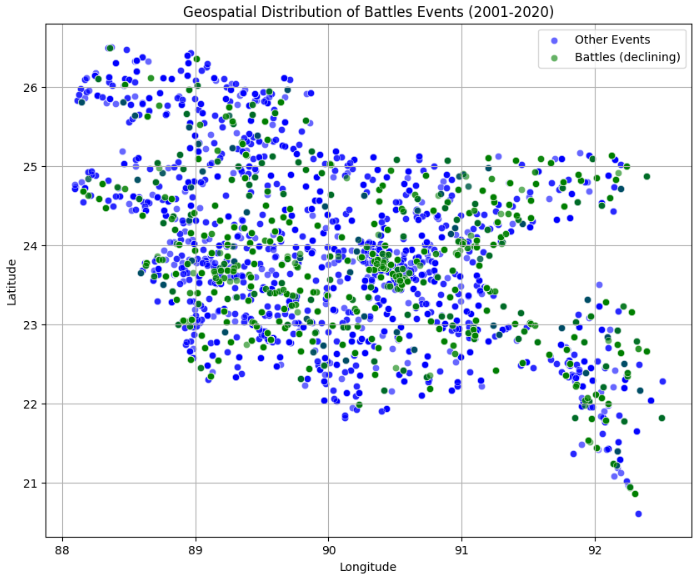 Geospatial Distribution of Battles Events (2001-2020)
Other Events
Battles (declining)
26
25
24
23
22
21
Latitude
88 89 90 91 92
Longitude